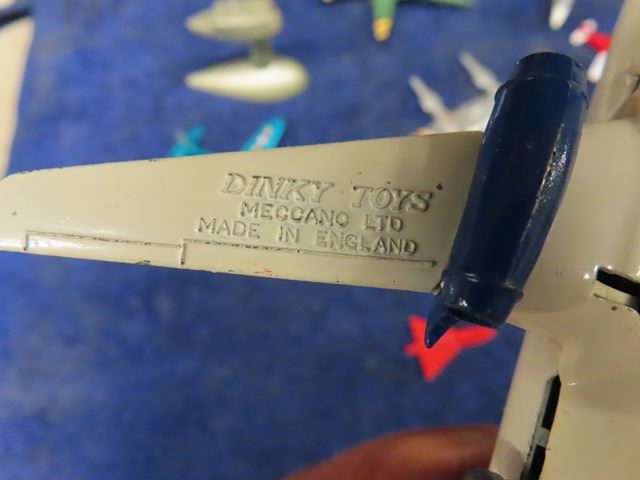 DINKY TOYS
MECCANO LTD
MADE IN ENGLAND